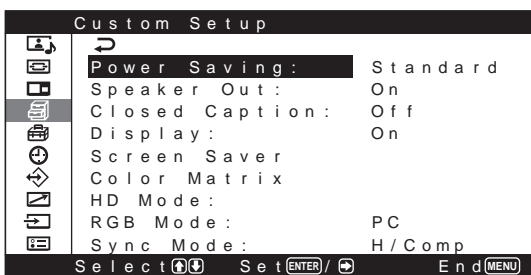 Custom Setup
Power Saving: Standard
Speaker Out: On
Closed Caption: Off
Display: On
Screen Saver
Color Matrix
HD Mode:
RGB Mode: PC
Sync Mode: H/Comp
Select Set ENTER / End MENU